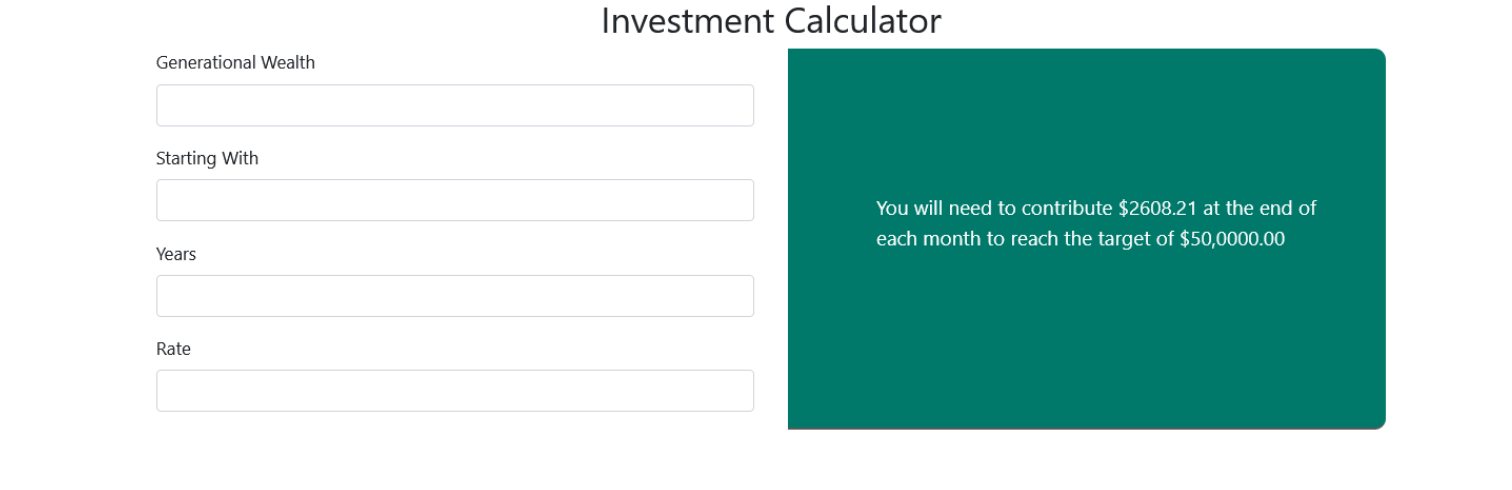 Investment Calculator
Generational Wealth
Starting With
Years
Rate
You will need to contribute $2608.21 at the end of
each month to reach the target of $50,0000.00